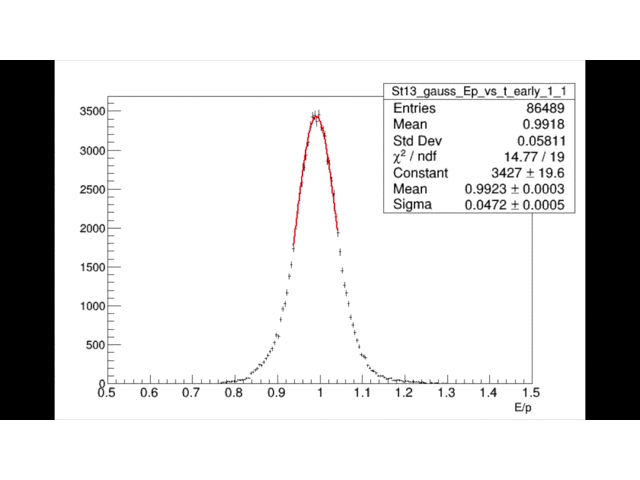 St13_gauss_Ep_vs_t_early_1_1
Entries 86489
Mean 0.9918
Std Dev 0.05811
χ² / ndf 14.77 / 19
Constant 3427 ± 19.6
Mean 0.9923 ± 0.0003
Sigma 0.0472 ± 0.0005
3500
3000
2500
2000
1500
1000
500
0
0.5 0.6 0.7 0.8 0.9 1 1.1 1.2 1.3 1.4 1.5
E/p